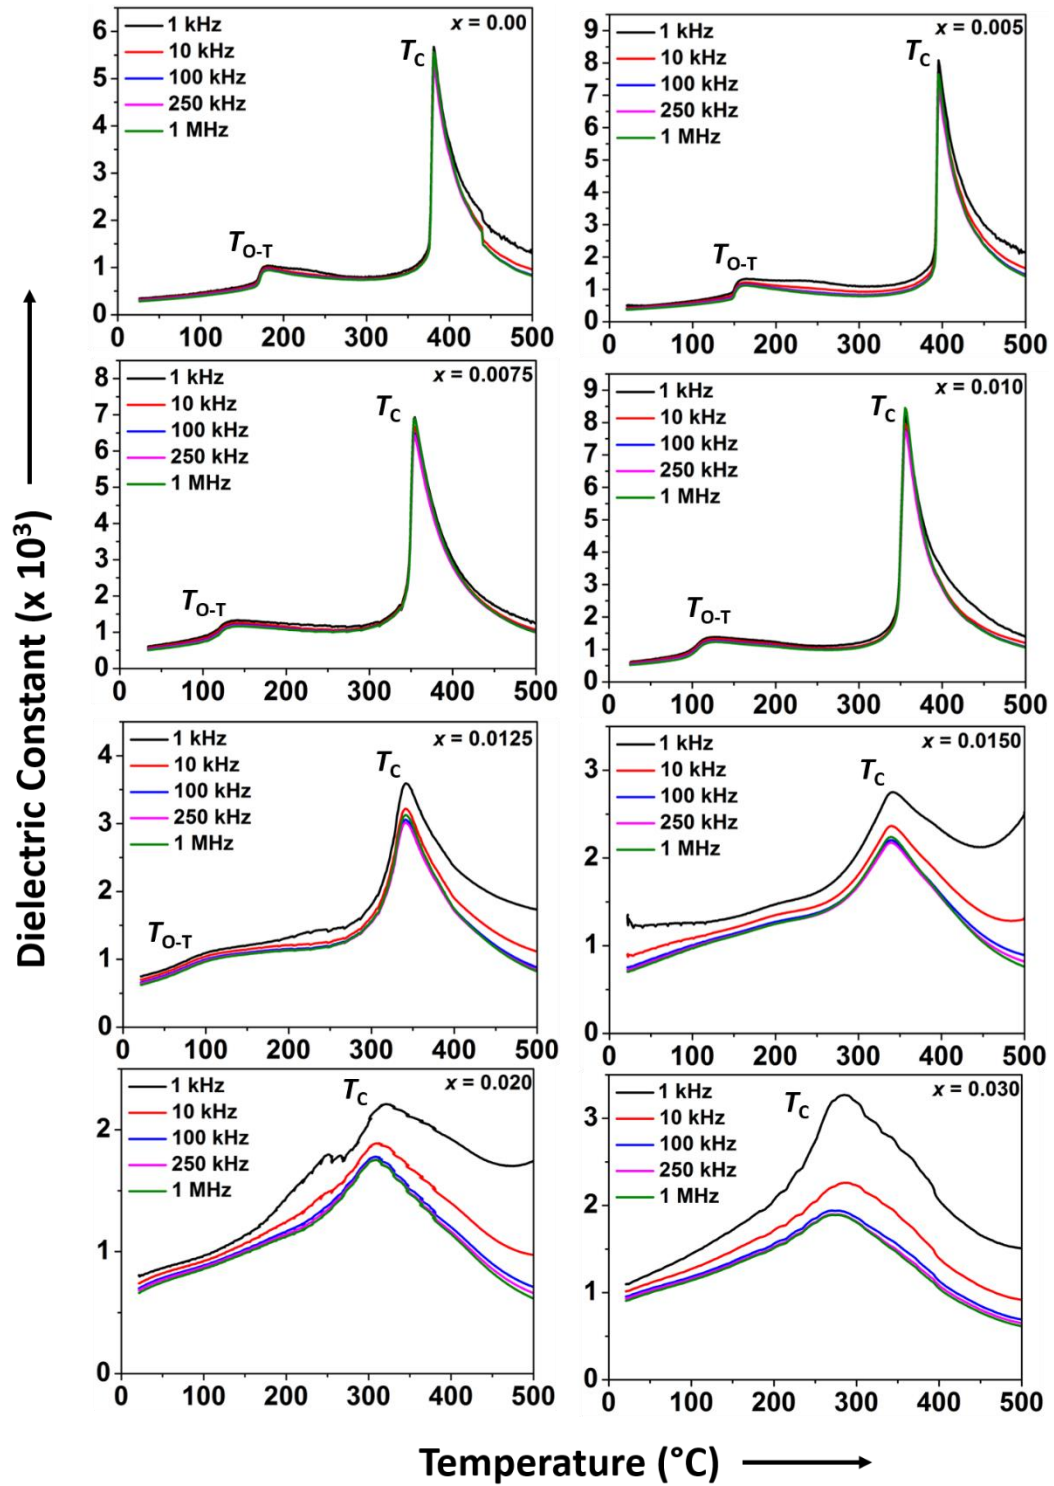 Dielectric Constant (x 10³)
x = 0.00
1 kHz
10 kHz
100 kHz
250 kHz
1 MHz
T_C
T_O-T
6
5
4
3
2
1
0
0 100 200 300 400 500
x = 0.005
1 kHz
10 kHz
100 kHz
250 kHz
1 MHz
T_C
T_O-T
9
8
7
6
5
4
3
2
1
0
0 100 200 300 400 500
x = 0.0075
1 kHz
10 kHz
100 kHz
250 kHz
1 MHz
T_C
T_O-T
8
7
6
5
4
3
2
1
0
0 100 200 300 400 500
x = 0.010
1 kHz
10 kHz
100 kHz
250 kHz
1 MHz
T_C
T_O-T
9
8
7
6
5
4
3
2
1
0
0 100 200 300 400 500
x = 0.0125
1 kHz
10 kHz
100 kHz
250 kHz
1 MHz
T_C
T_O-T
4
3
2
1
0
0 100 200 300 400 500
x = 0.0150
1 kHz
10 kHz
100 kHz
250 kHz
1 MHz
T_C
3
2
1
0
0 100 200 300 400 500
x = 0.020
1 kHz
10 kHz
100 kHz
250 kHz
1 MHz
T_C
2
1
0
0 100 200 300 400 500
x = 0.030
1 kHz
10 kHz
100 kHz
250 kHz
1 MHz
T_C
3
2
1
0
0 100 200 300 400 500
Temperature (°C)